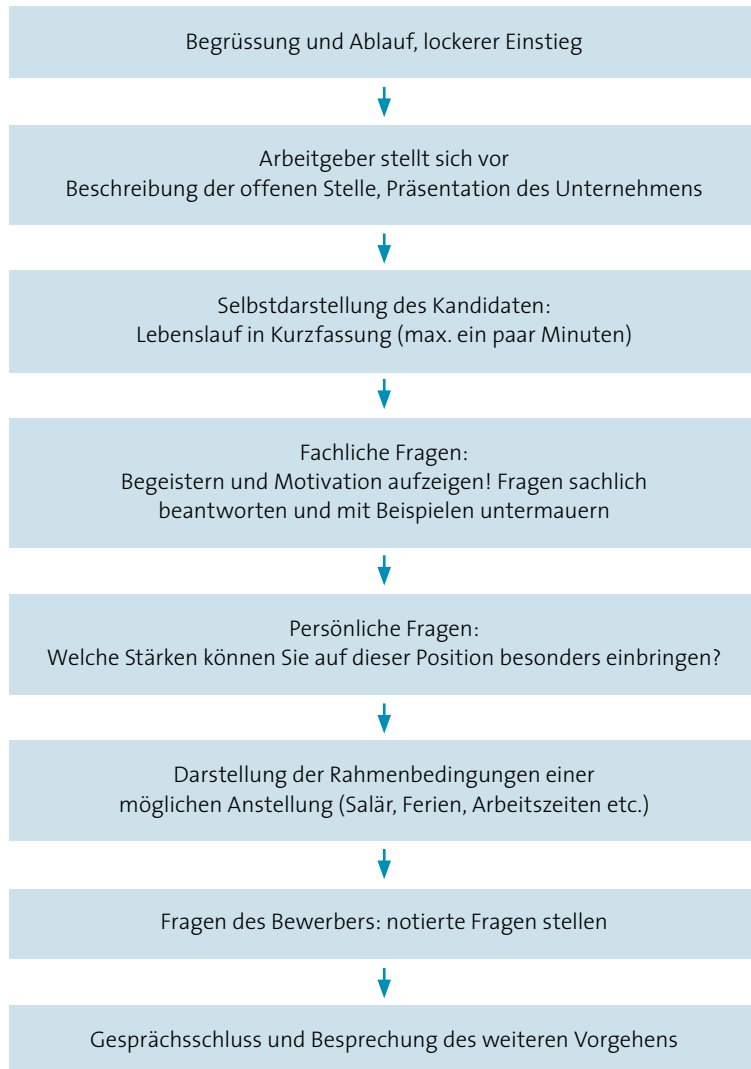 Begrüssung und Ablauf, lockerer Einstieg
Arbeitgeber stellt sich vor
Beschreibung der offenen Stelle, Präsentation des Unternehmens
Selbstdarstellung des Kandidaten:
Lebenslauf in Kurzfassung (max. ein paar Minuten)
Fachliche Fragen:
Begeistern und Motivation aufzeigen! Fragen sachlich
beantworten und mit Beispielen untermauern
Persönliche Fragen:
Welche Stärken können Sie auf dieser Position besonders einbringen?
Darstellung der Rahmenbedingungen einer
möglichen Anstellung (Salär, Ferien, Arbeitszeiten etc.)
Fragen des Bewerbers: notierte Fragen stellen
Gesprächsschluss und Besprechung des weiteren Vorgehens